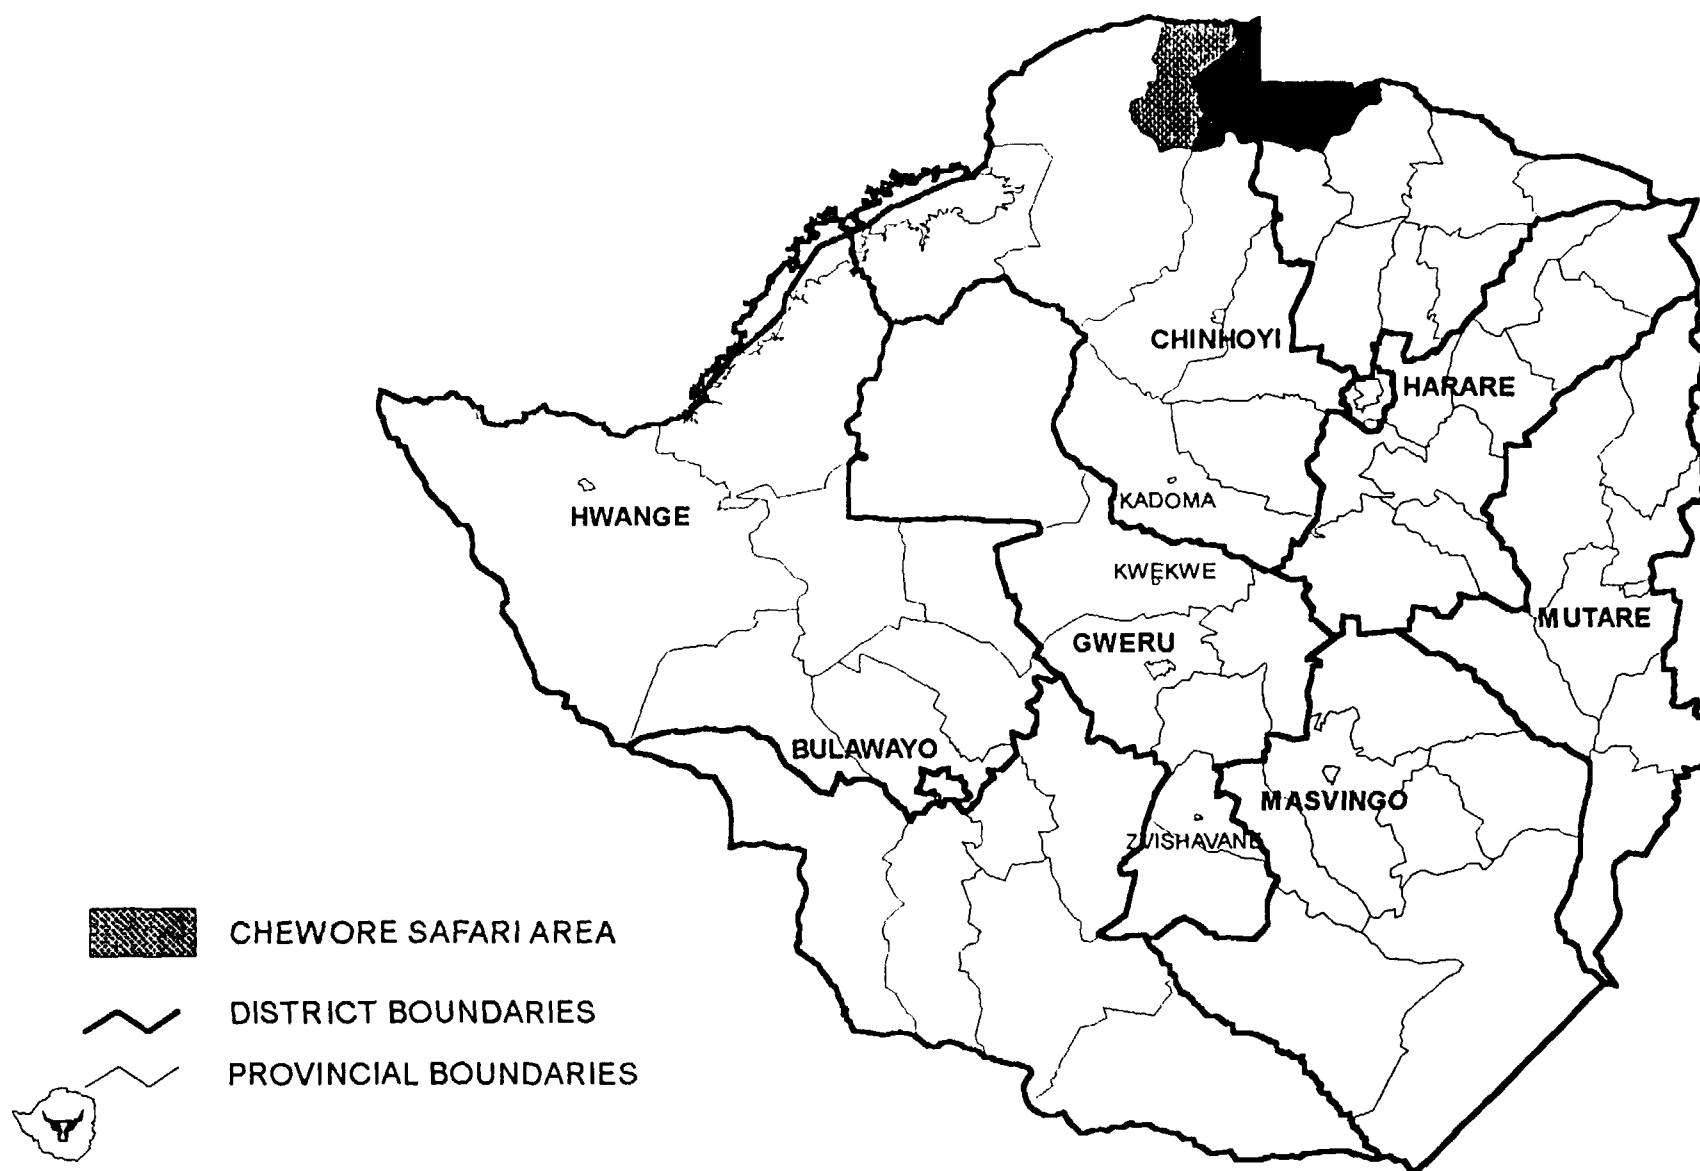 CHINHOYI
HARARE
HWANGE
KADOMA
KWEKWE
MUTARE
GWERU
BULAWAYO
MASVINGO
ZVISHAVANE
CHEWORE SAFARI AREA
DISTRICT BOUNDARIES
PROVINCIAL BOUNDARIES